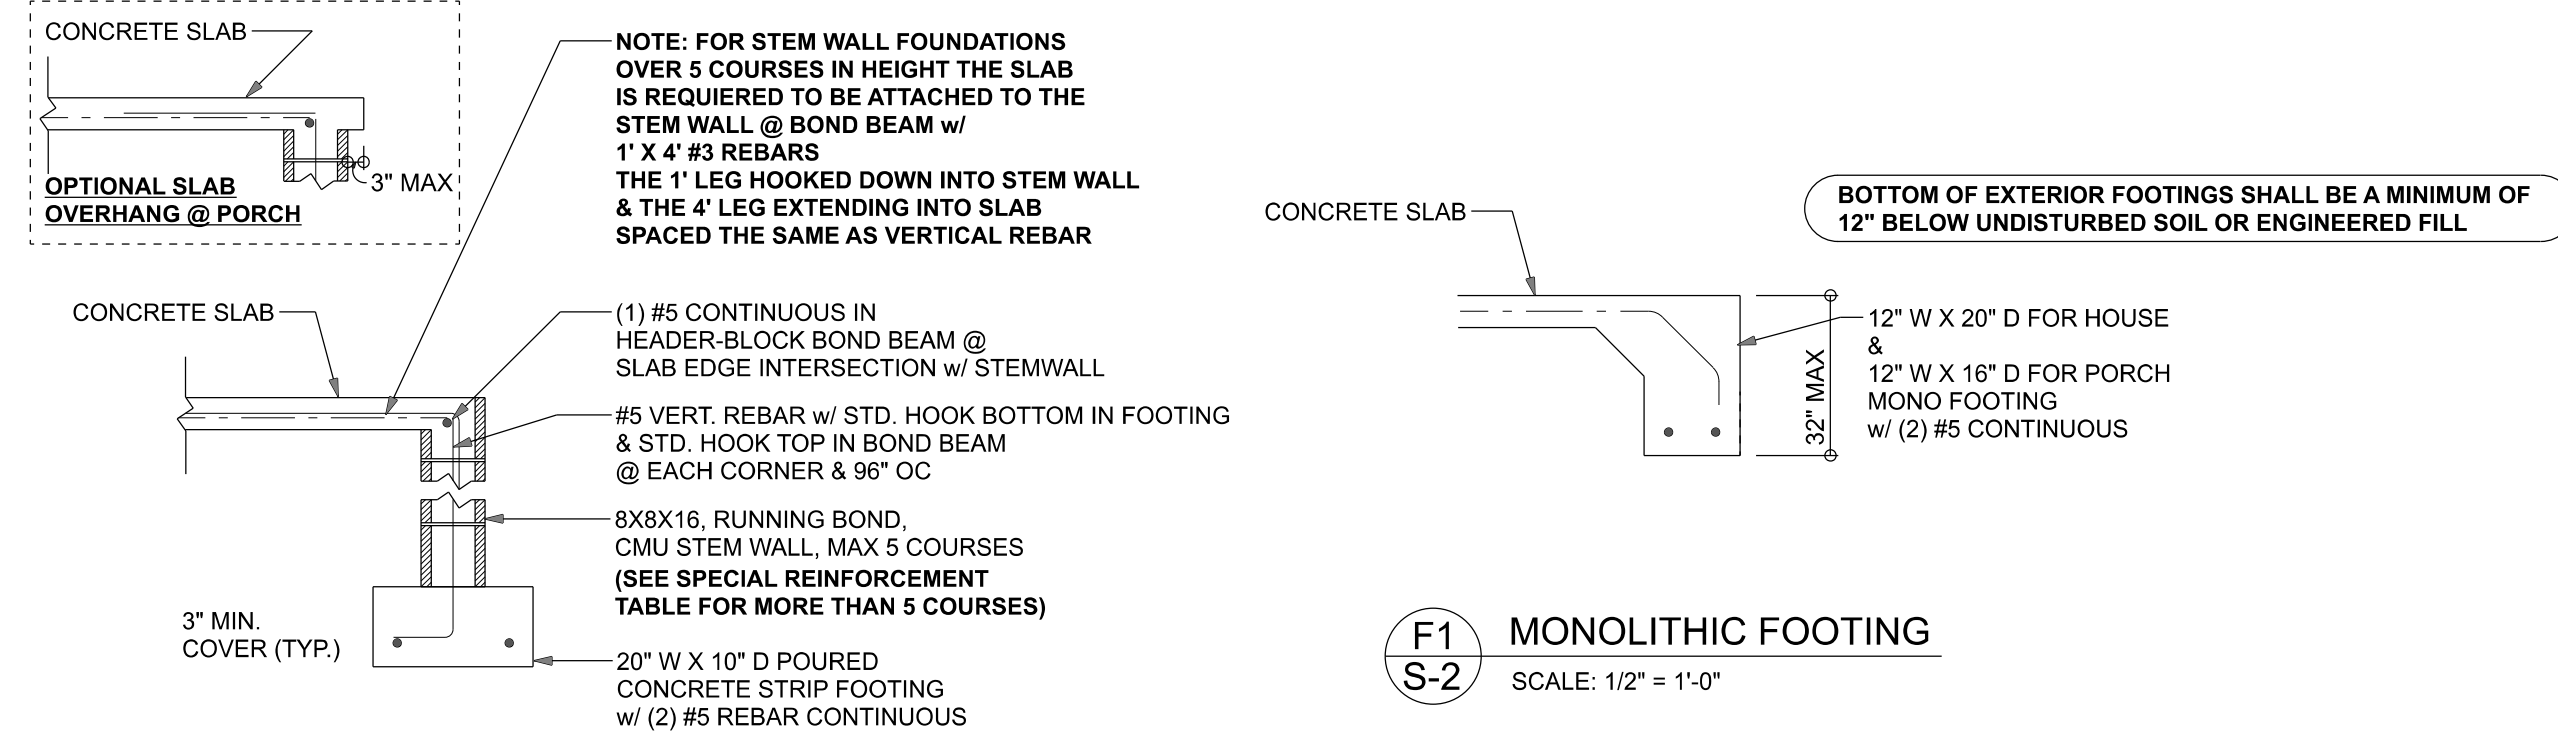 CONCRETE SLAB
3" MAX
OPTIONAL SLAB
OVERHANG @ PORCH
NOTE: FOR STEM WALL FOUNDATIONS
OVER 5 COURSES IN HEIGHT THE SLAB
IS REQUIERED TO BE ATTACHED TO THE
STEM WALL @ BOND BEAM w/
1' X 4' #3 REBARS
THE 1' LEG HOOKED DOWN INTO STEM WALL
& THE 4' LEG EXTENDING INTO SLAB
SPACED THE SAME AS VERTICAL REBAR
CONCRETE SLAB
(1) #5 CONTINUOUS IN
HEADER-BLOCK BOND BEAM @
SLAB EDGE INTERSECTION w/ STEMWALL
#5 VERT. REBAR w/ STD. HOOK BOTTOM IN FOOTING
& STD. HOOK TOP IN BOND BEAM
@ EACH CORNER & 96" OC
8X8X16, RUNNING BOND,
CMU STEM WALL, MAX 5 COURSES
(SEE SPECIAL REINFORCEMENT
TABLE FOR MORE THAN 5 COURSES)
3" MIN.
COVER (TYP.)
20" W X 10" D POURED
CONCRETE STRIP FOOTING
w/ (2) #5 REBAR CONTINUOUS
BOTTOM OF EXTERIOR FOOTINGS SHALL BE A MINIMUM OF
12" BELOW UNDISTURBED SOIL OR ENGINEERED FILL
CONCRETE SLAB
32" MAX
12" W X 20" D FOR HOUSE
&
12" W X 16" D FOR PORCH
MONO FOOTING
w/ (2) #5 CONTINUOUS
F1
S-2
MONOLITHIC FOOTING
SCALE: 1/2" = 1'-0"